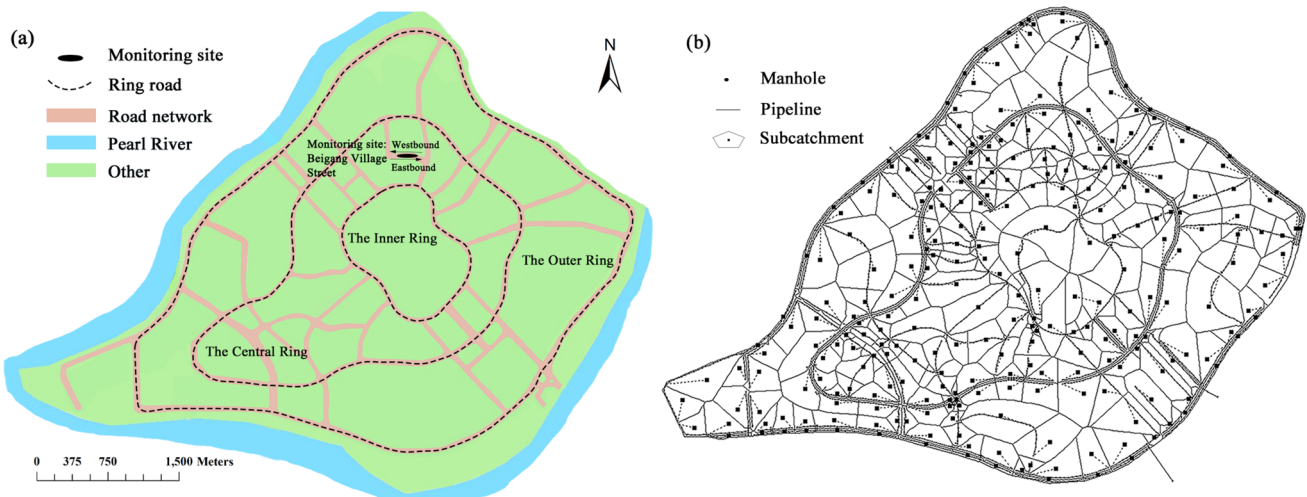 (a)
Monitoring site
Ring road
Road network
Pearl River
Other
N
Monitoring site:
Beigang Village
Street
Westbound
Eastbound
The Inner Ring
The Outer Ring
The Central Ring
0 375 750 1,500 Meters
(b)
Manhole
Pipeline
Subcatchment